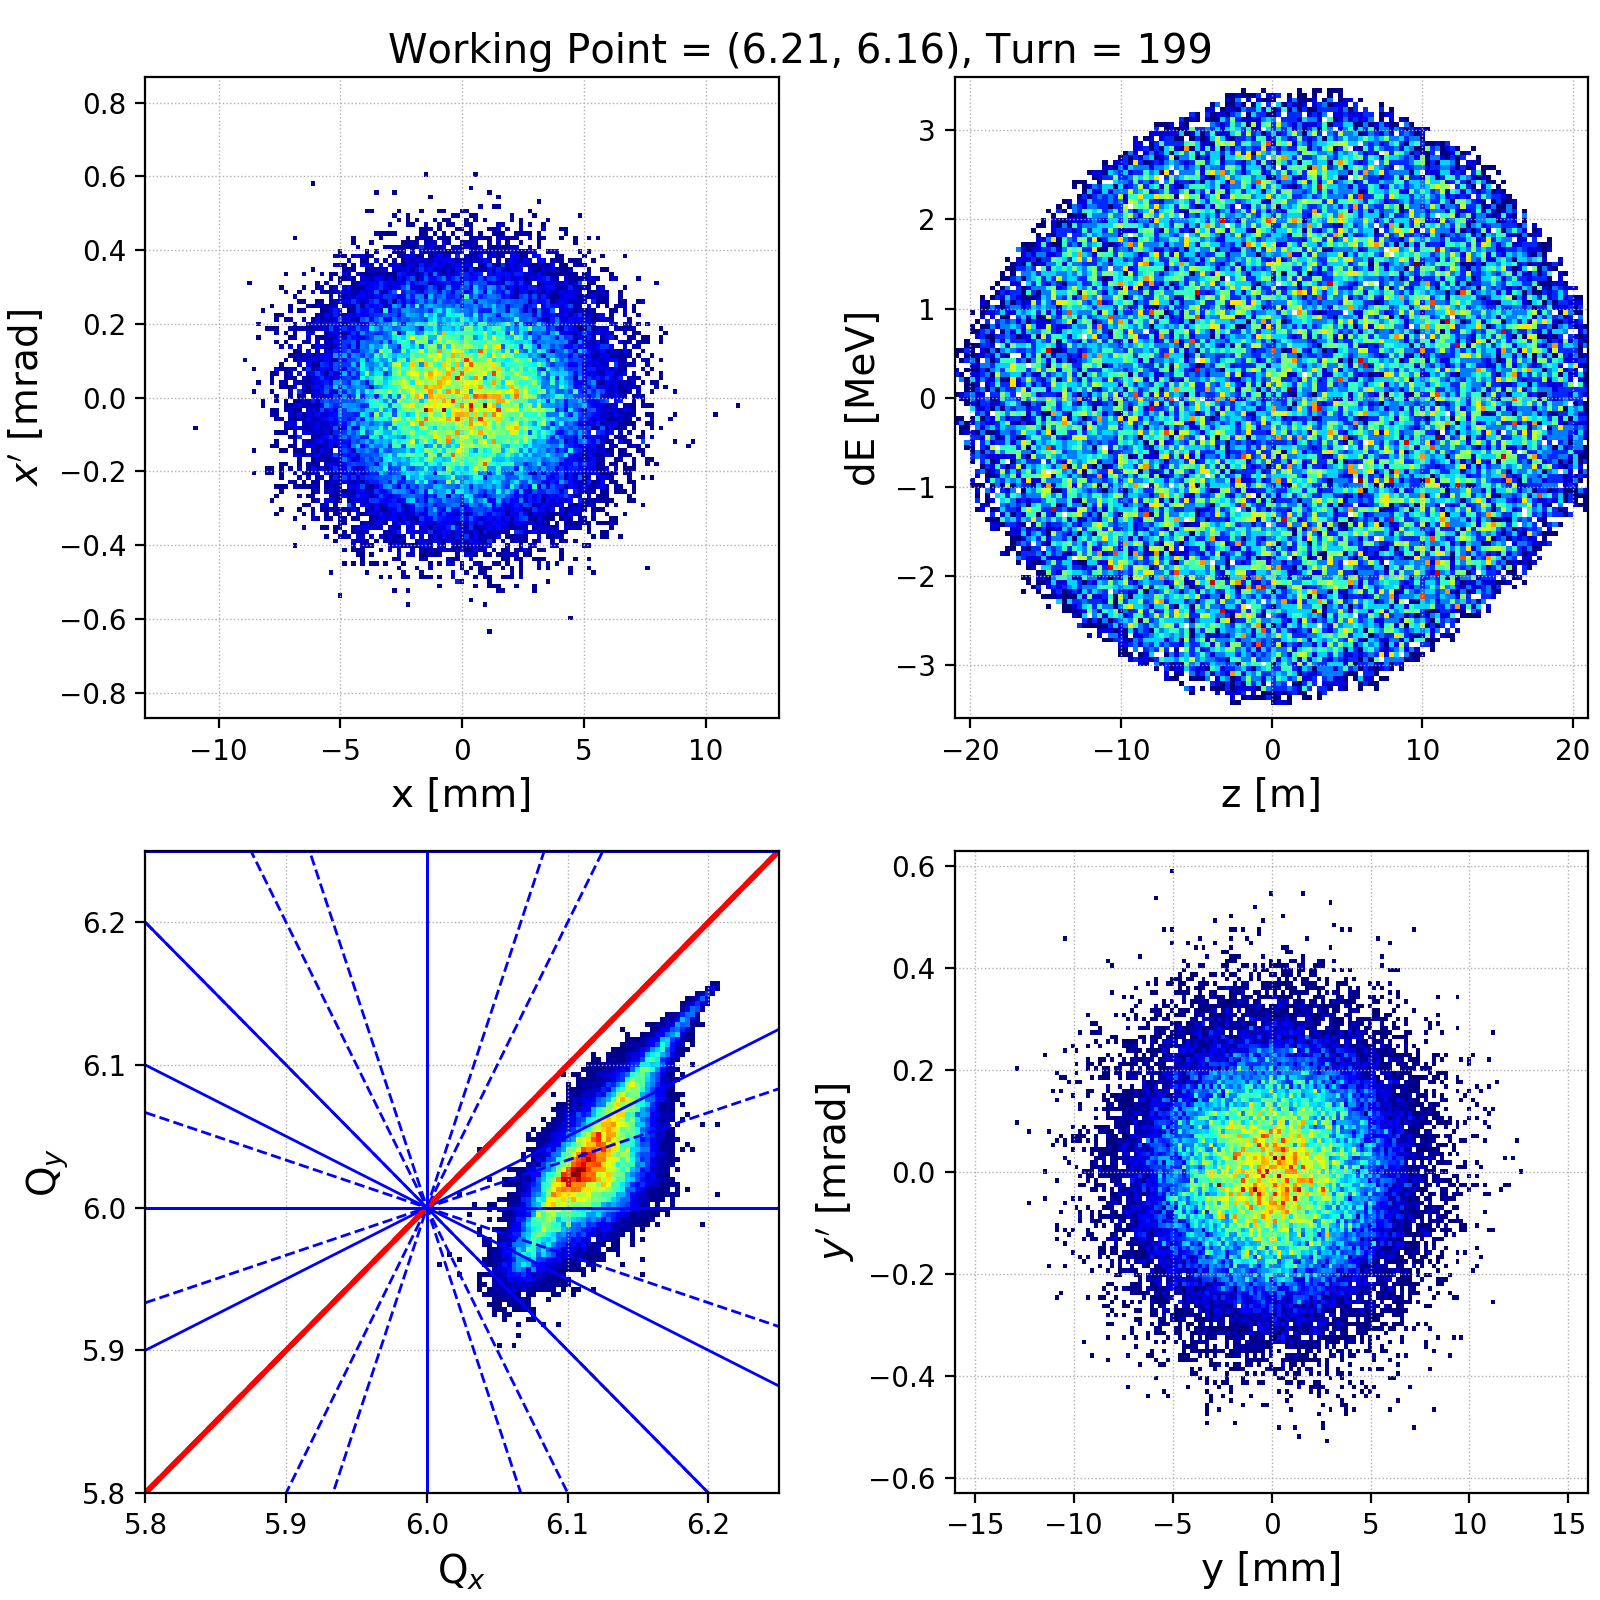 Working Point = (6.21, 6.16), Turn = 199
0.8
0.6
0.4
0.2
0.0
−0.2
−0.4
−0.6
−0.8
x′ [mrad]
−10 −5 0 5 10
x [mm]
3
2
1
0
−1
−2
−3
dE [MeV]
−20 −10 0 10 20
z [m]
6.2
6.1
6.0
5.9
5.8
Qy
5.8 5.9 6.0 6.1 6.2
Qx
0.6
0.4
0.2
0.0
−0.2
−0.4
−0.6
y′ [mrad]
−15 −10 −5 0 5 10 15
y [mm]